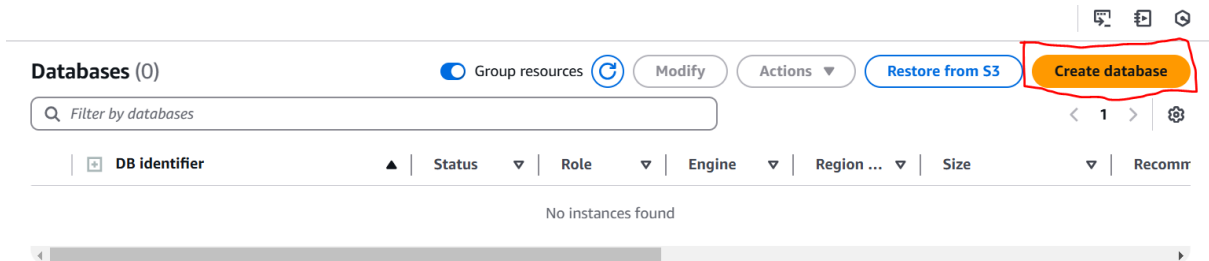 Databases (0)
Group resources
Modify
Actions
Restore from S3
Create database
Filter by databases
1
DB identifier
Status
Role
Engine
Region ...
Size
Recomm
No instances found